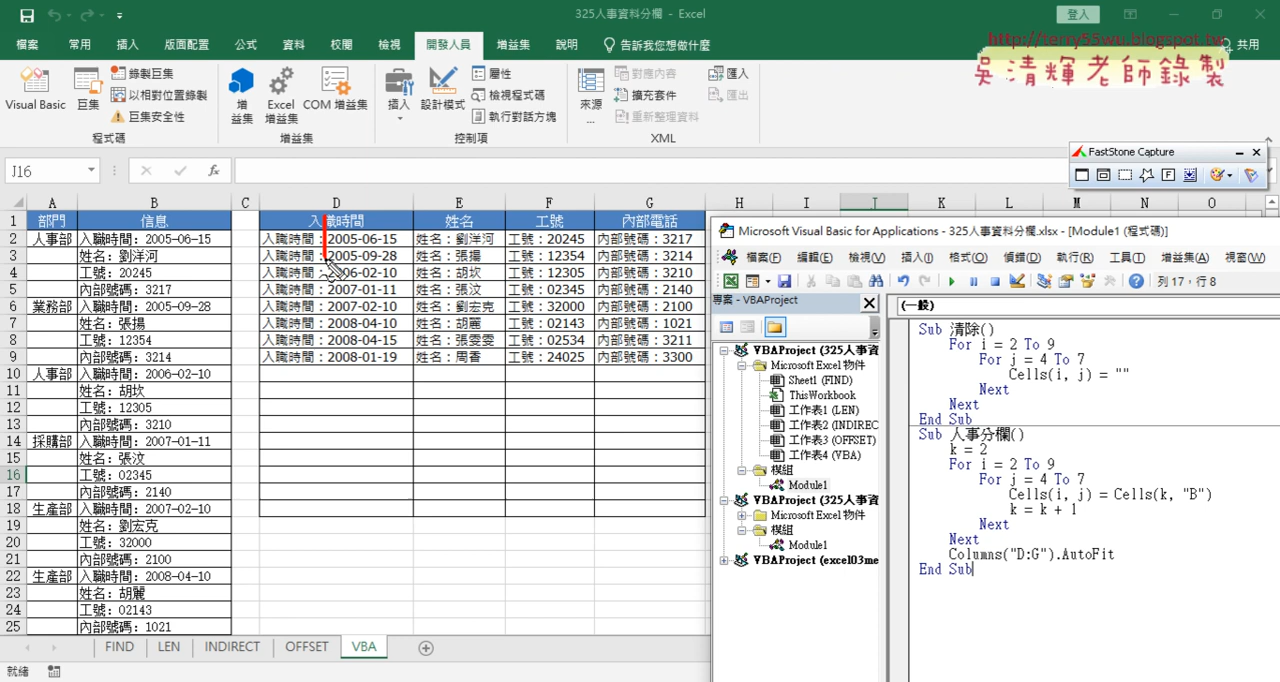 325人事資料分欄 - Excel
登入
檔案 常用 插入 版面配置 公式 資料 校閱 檢視 開發人員 增益集 說明 告訴我您想做什麼 共用
http://terry55wu.blogspot.tw
吳清輝老師錄製
Visual Basic
巨集
錄製巨集
以相對位置錄製
巨集安全性
程式碼
增益集
Excel 增益集
COM 增益集
增益集
插入
設計模式
屬性
檢視程式碼
執行對話方塊
控制項
來源
對應內容
擴充套件
重新整理資料
匯入
匯出
XML
J16
FastStone Capture
A B C D E F G H I J K L M N O
1 部門 信息 入職時間 姓名 工號 內部電話
2 人事部 入職時間：2005-06-15 入職時間：2005-06-15 姓名：劉洋河 工號：20245 內部號碼：3217
3 姓名：劉洋河 入職時間：2005-09-28 姓名：張揚 工號：12354 內部號碼：3214
4 工號：20245 入職時間：2006-02-10 姓名：胡坎 工號：12305 內部號碼：3210
5 內部號碼：3217 姓名：張汶 工號：02345 內部號碼：2140
6 業務部 入職時間：2005-09-28 入職時間：2007-02-10 姓名：劉宏克 工號：32000 內部號碼：2100
7 姓名：張揚 入職時間：2008-04-10 姓名：胡麗 工號：02143 內部號碼：1021
8 工號：12354 入職時間：2008-04-15 姓名：張雯雯 工號：02534 內部號碼：3211
9 內部號碼：3214 入職時間：2008-01-19 姓名：周香 工號：24025 內部號碼：3300
10 人事部 入職時間：2006-02-10
11 姓名：胡坎
12 工號：12305
13 內部號碼：3210
14 採購部 入職時間：2007-01-11
15 姓名：張汶
16 工號：02345
17 內部號碼：2140
18 生產部 入職時間：2007-02-10
19 姓名：劉宏克
20 工號：32000
21 內部號碼：2100
22 生產部 入職時間：2008-04-10
23 姓名：胡麗
24 工號：02143
25 內部號碼：1021
FIND LEN INDIRECT OFFSET VBA
就緒
Microsoft Visual Basic for Applications - 325人事資料分欄.xlsx - [Module1 (程式碼)]
檔案(F) 編輯(E) 檢視(V) 插入(I) 格式(O) 偵錯(D) 執行(R) 工具(T) 增益集(A) 視窗(W)
列 17，行 8
專案 - VBAProject
VBAProject (325人事資
Microsoft Excel 物件
Sheet1 (FIND)
ThisWorkbook
工作表1 (LEN)
工作表2 (INDIREC
工作表3 (OFFSET)
工作表4 (VBA)
模組
Module1
VBAProject (325人事資
Microsoft Excel 物件
模組
Module1
VBAProject (excel03me
(一般)
Sub 清除()
For i = 2 To 9
For j = 4 To 7
Cells(i, j) = ""
Next
Next
End Sub
Sub 人事分欄()
k = 2
For i = 2 To 9
For j = 4 To 7
Cells(i, j) = Cells(k, "B")
k = k + 1
Next
Next
Columns("D:G").AutoFit
End Sub